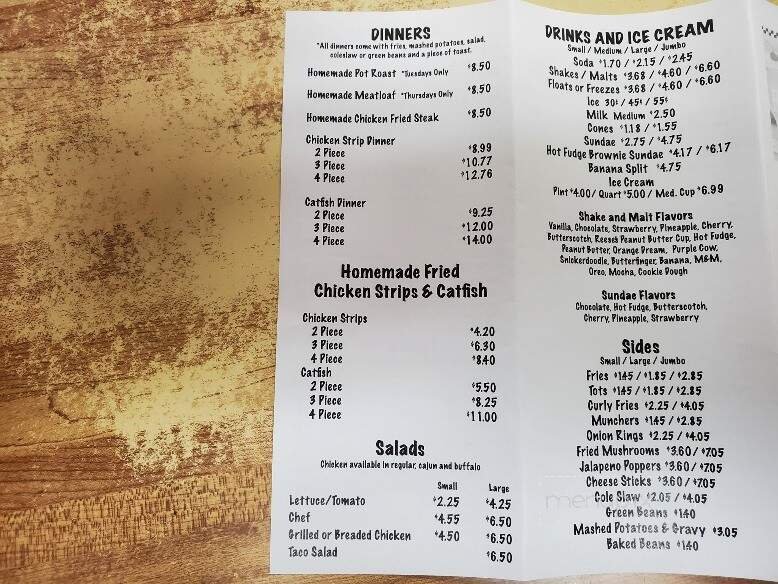 DINNERS
*All dinners come with fries, mashed potatoes, salad,
coleslaw or green beans and a piece of toast.
Homemade Pot Roast *Tuesdays Only $8.50
Homemade Meatloaf *Thursdays Only $8.50
Homemade Chicken Fried Steak $8.50
Chicken Strip Dinner
2 Piece $8.99
3 Piece $10.77
4 Piece $12.76
Catfish Dinner
2 Piece $9.25
3 Piece $12.00
4 Piece $14.00
Homemade Fried
Chicken Strips & Catfish
Chicken Strips
2 Piece $4.20
3 Piece $6.30
4 Piece $8.40
Catfish
2 Piece $5.50
3 Piece $8.25
4 Piece $11.00
Salads
Chicken available in regular, cajun and buffalo
Small Large
Lettuce/Tomato $2.25 $4.25
Chef $4.55 $6.50
Grilled or Breaded Chicken $4.50 $6.50
Taco Salad $6.50
DRINKS AND ICE CREAM
Small / Medium / Large / Jumbo
Soda $1.70 / $2.15 / $2.45
Shakes / Malts $3.68 / $4.60 / $6.60
Floats or Freezes $3.68 / $4.60 / $6.60
Ice 30¢ / 45¢ / 55¢
Milk Medium $2.50
Cones $1.18 / $1.55
Sundae $2.75 / $4.75
Hot Fudge Brownie Sundae $4.17 / $6.17
Banana Split $4.75
Ice Cream
Pint $4.00 / Quart $5.00 / Med. Cup $6.99
Shake and Malt Flavors
Vanilla, Chocolate, Strawberry, Pineapple, Cherry,
Butterscotch, Reeses Peanut Butter Cup, Hot Fudge,
Peanut Butter, Orange Dream, Purple Cow,
Snickerdoodle, Butterfinger, Banana, M&M,
Oreo, Mocha, Cookie Dough
Sundae Flavors
Chocolate, Hot Fudge, Butterscotch,
Cherry, Pineapple, Strawberry
Sides
Small / Large / Jumbo
Fries $1.45 / $1.85 / $2.85
Tots $1.45 / $1.85 / $2.85
Curly Fries $2.25 / $4.05
Munchers $1.45 / $2.85
Onion Rings $2.25 / $4.05
Fried Mushrooms $3.60 / $7.05
Jalapeno Poppers $3.60 / $7.05
Cheese Sticks $3.60 / $7.05
Cole Slaw $2.05 / $4.05
Green Beans $1.40
Mashed Potatoes & Gravy $3.05
Baked Beans $1.40